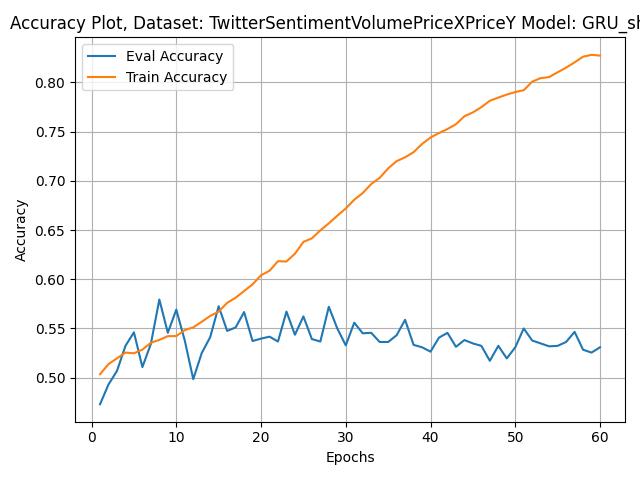 Accuracy Plot, Dataset: TwitterSentimentVolumePriceXPriceY Model: GRU_sh
Eval Accuracy
Train Accuracy
Accuracy
0.80
0.75
0.70
0.65
0.60
0.55
0.50
0 10 20 30 40 50 60
Epochs